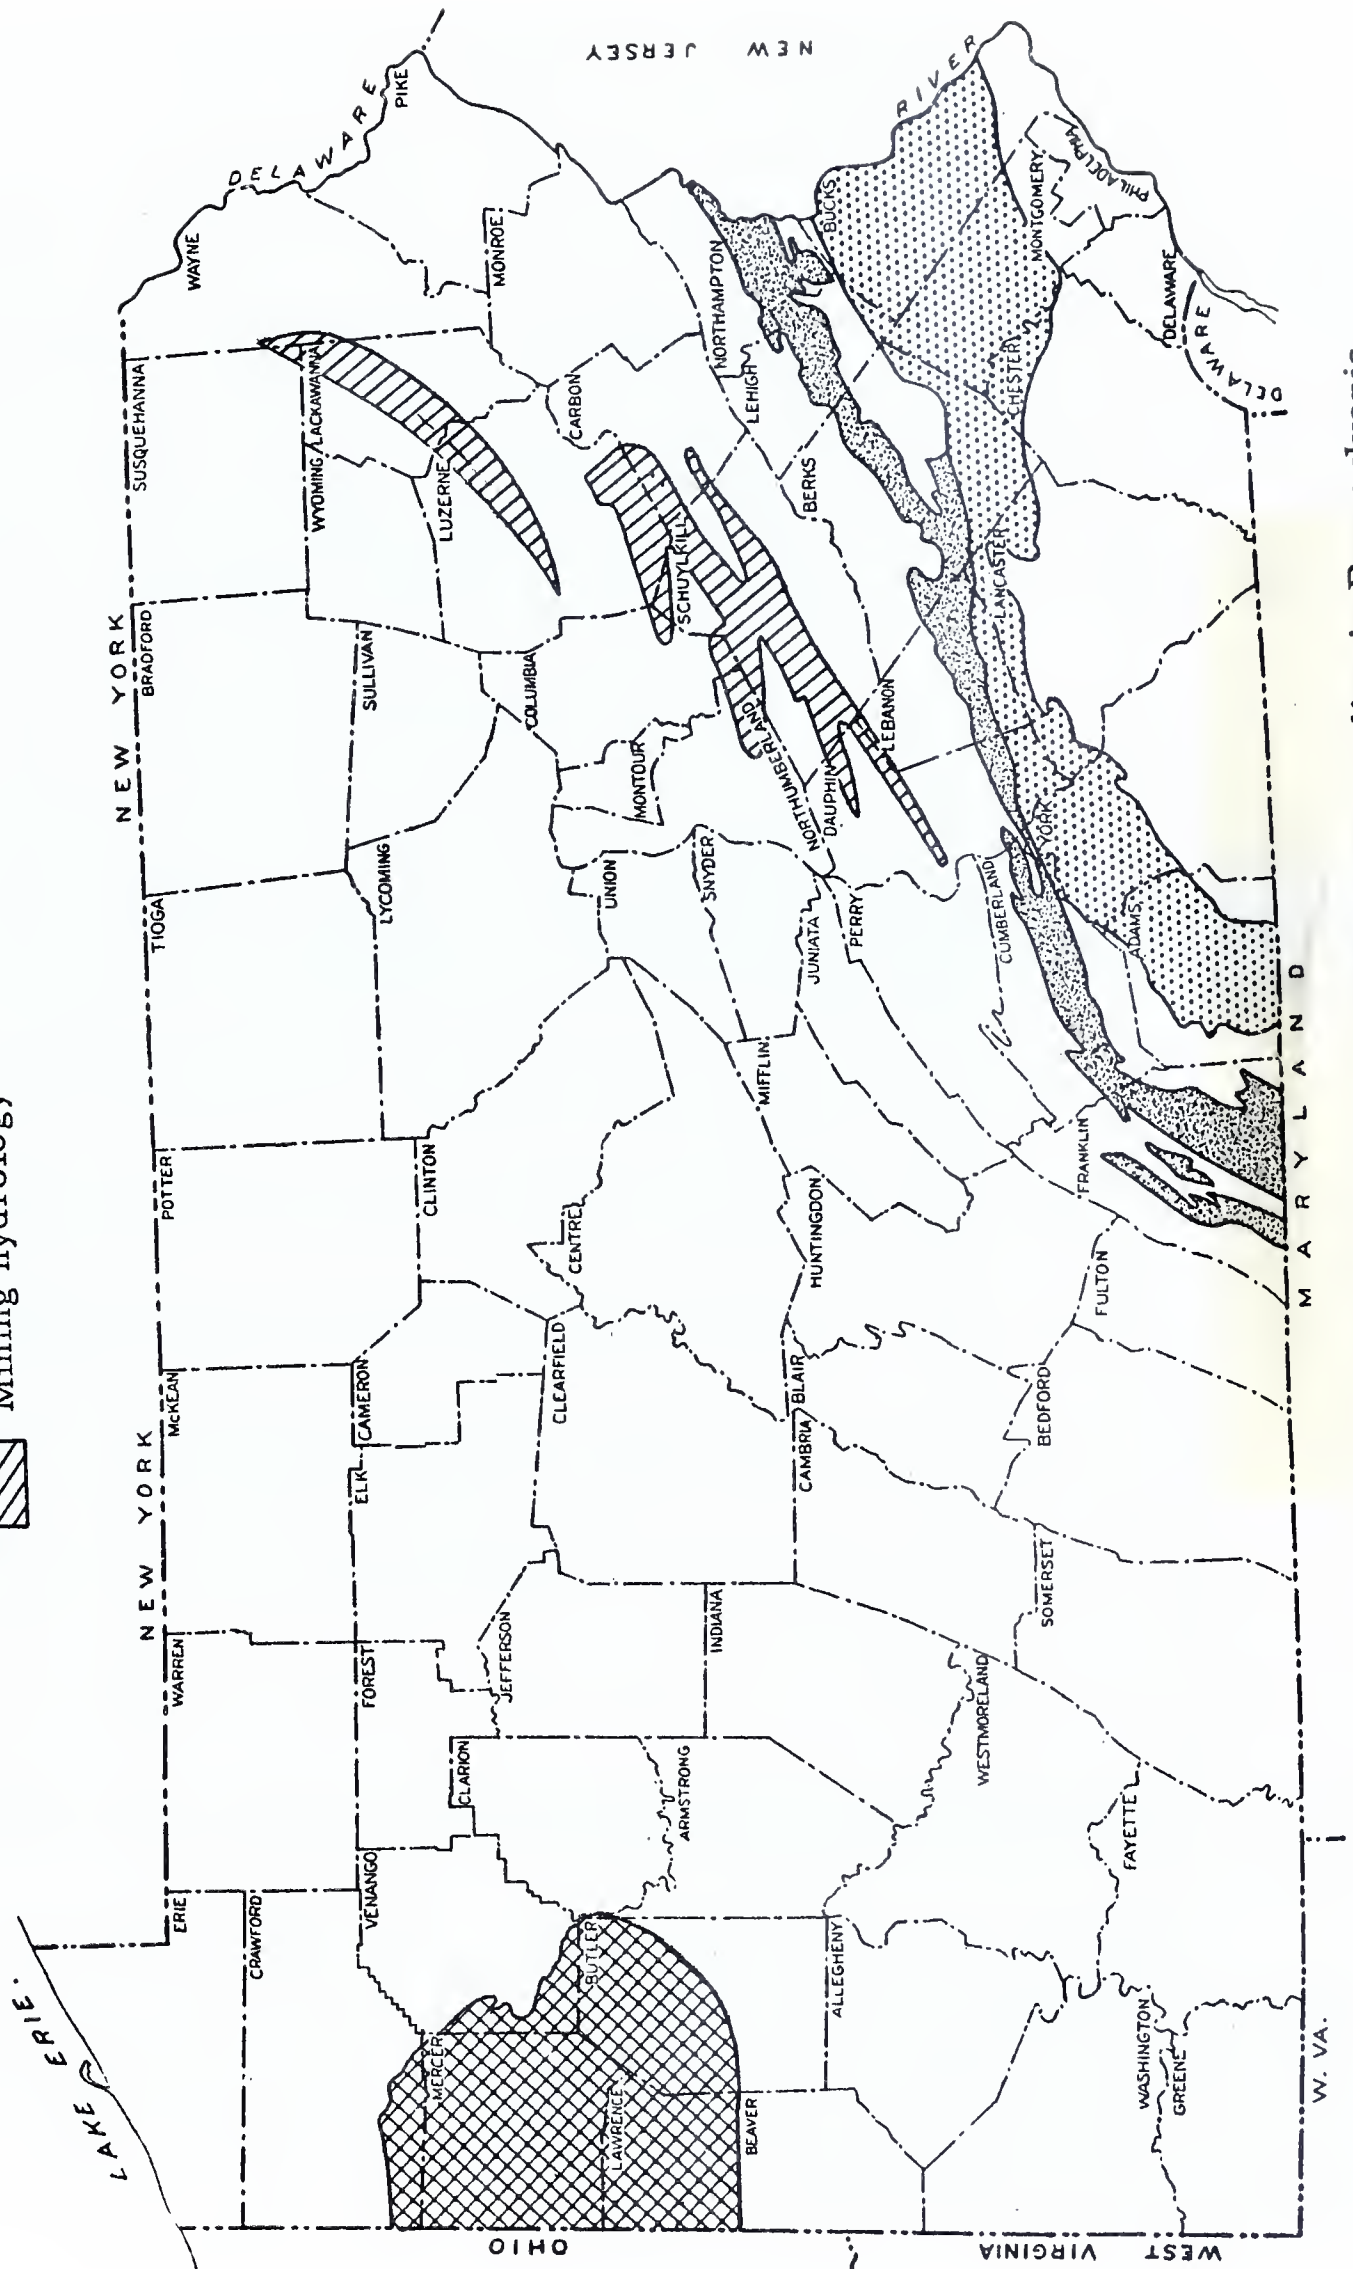 Mining hydrology
NEW YORK
NEW YORK
LAKE ERIE.
OHIO
WEST VIRGINIA
W. VA.
MARYLAND
DELAWARE
NEW JERSEY
DELAWARE
RIVER
ERIE
CRAWFORD
WARREN
McKEAN
POTTER
TIOGA
BRADFORD
SUSQUEHANNA
WAYNE
PIKE
MERCER
VENANGO
FOREST
ELK
CAMERON
CLINTON
LYCOMING
SULLIVAN
WYOMING
LACKAWANNA
LUZERNE
MONROE
LAWRENCE
BUTLER
CLARION
JEFFERSON
CLEARFIELD
CENTRE
UNION
MONTOUR
COLUMBIA
CARBON
BEAVER
ALLEGHENY
ARMSTRONG
INDIANA
CAMBRIA
BLAIR
HUNTINGDON
MIFFLIN
SNYDER
JUNIATA
PERRY
NORTHUMBERLAND
DAUPHIN
SCHUYLKILL
LEBANON
BERKS
LEHIGH
NORTHAMPTON
BUCKS
MONTGOMERY
PHILADELPHIA
DELAWARE
CHESTER
LANCASTER
YORK
CUMBERLAND
ADAMS
FRANKLIN
FULTON
BEDFORD
SOMERSET
WESTMORELAND
FAYETTE
WASHINGTON
GREENE